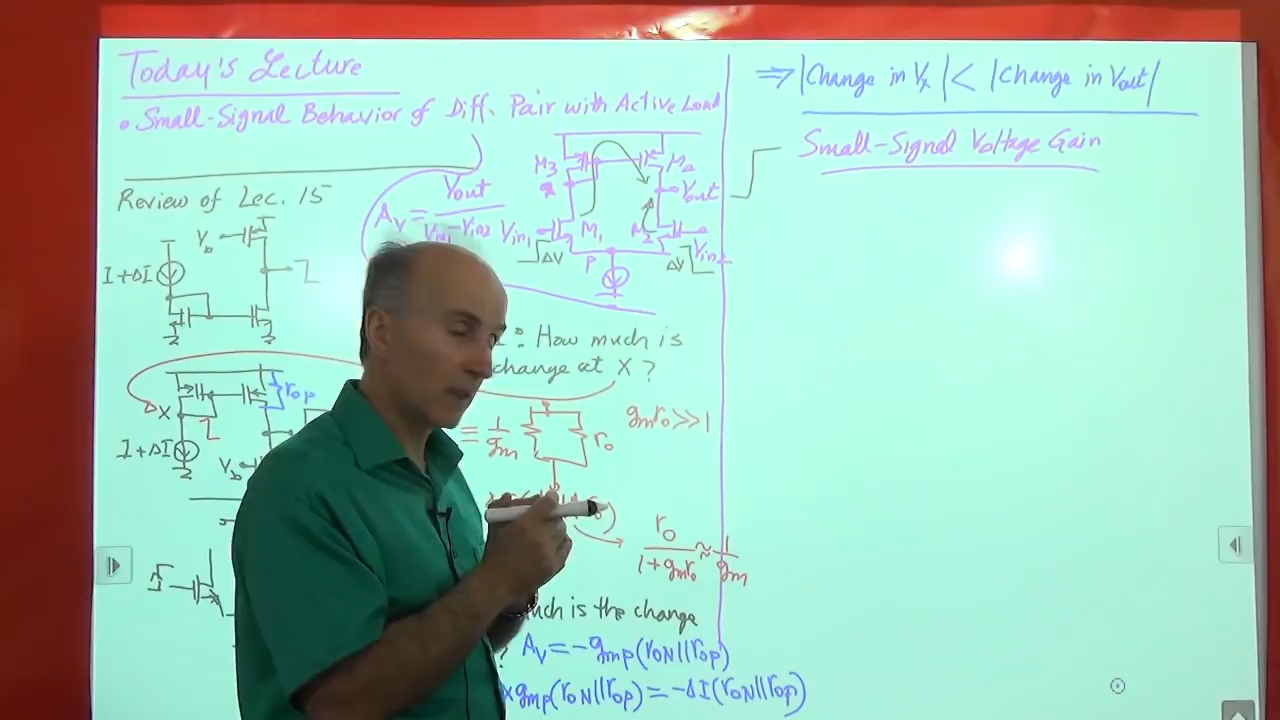 Today's Lecture
• Small-Signal Behavior of Diff. Pair with Active Load
Review of Lec. 15
Vb
I+ΔI
X
rop
I+ΔI
Vb
Av = Vout / Vin1 - Vin2
M3
M4
Vout
Vin1
M1
M2
Vin2
ΔV
P
ΔV
: How much is
change at X ?
≡ 1/gm
ro
gmro >> 1
ro / 1+gmro ≈ 1/gm
is the change
? Av = -gmp(roN||rop)
gmp(roN||rop) = -ΔI(roN||rop)
⇒ |Change in Vx| < |Change in Vout|
Small-Signal Voltage Gain